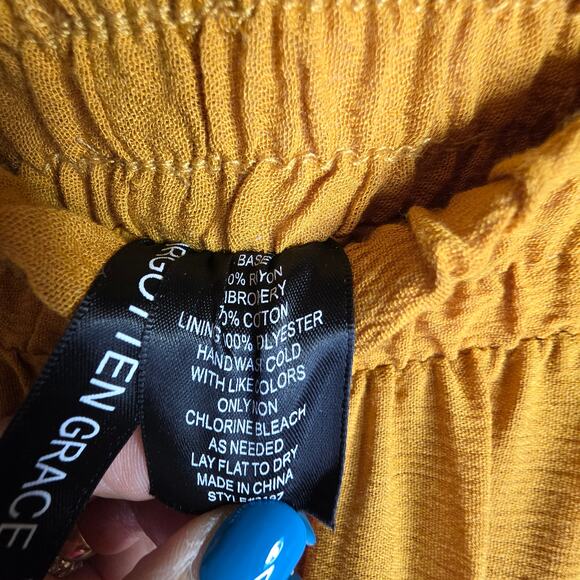 GRACE
BASE
RAYON
COTTON
LINING 100% POLYESTER
HAND WASH COLD
WITH LIKE COLORS
ONLY NON
CHLORINE BLEACH
AS NEEDED
LAY FLAT TO DRY
MADE IN CHINA